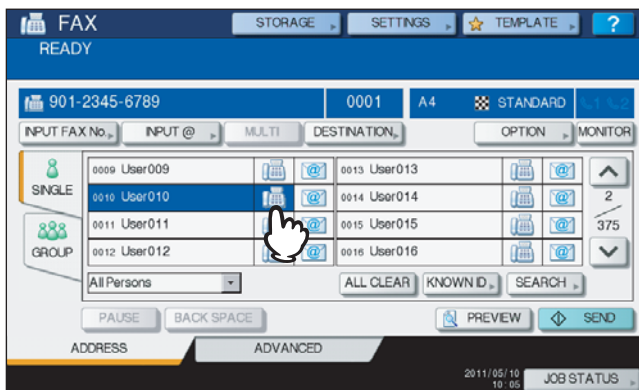 FAX STORAGE SETTINGS TEMPLATE ?
READY
901-2345-6789 0001 A4 STANDARD L1 L2
INPUT FAX No. INPUT @ MULTI DESTINATION OPTION MONITOR
SINGLE
GROUP
0009 User009 0013 User013
0010 User010 0014 User014
0011 User011 0015 User015
0012 User012 0016 User016
2
375
All Persons ALL CLEAR KNOWN ID SEARCH
PAUSE BACK SPACE PREVIEW SEND
ADDRESS ADVANCED
2011/05/10
10:05 JOB STATUS